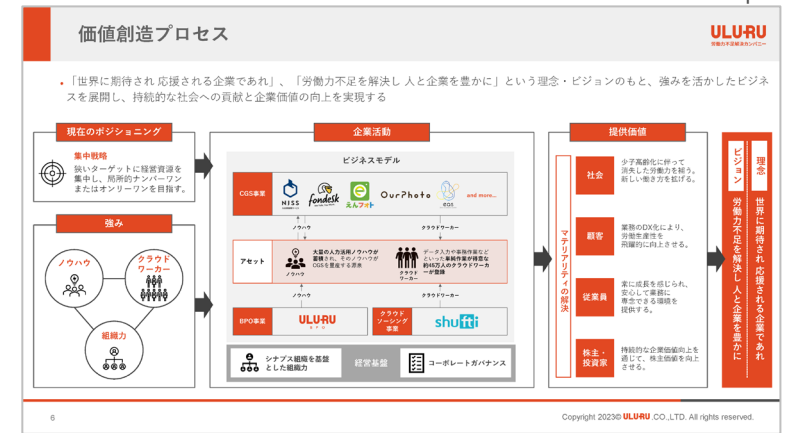 価値創造プロセス
ULURU
労働力不足解決カンパニー
・「世界に期待され 応援される企業であれ」、「労働力不足を解決し 人と企業を豊かに」という理念・ビジョンのもと、強みを活かしたビジネ
スを展開し、持続的な社会への貢献と企業価値の向上を実現する
現在のポジショニング
集中戦略
狭いターゲットに経営資源を
集中し、局所的ナンバーワン
またはオンリーワンを目指す。
強み
ノウハウ
クラウド
ワーカー
組織力
企業活動
ビジネスモデル
CGS事業
NJSS
fondesk
えんフォト
OurPhoto
eas
and more...
ノウハウ
クラウドワーカー
アセット
大量の人力活用ノウハウが
蓄積され、そのノウハウが
CGSを量産する源泉
ノウハウ
データ入力や事務作業など
といった単純作業が得意な
約45万人のクラウドワーカ
ーが登録
クラウド
ワーカー
ノウハウ
クラウドワーカー
BPO事業
ULURU
BPO
クラウド
ソーシング
事業
shufti
シナプス組織を基盤
とした組織力
経営基盤
コーポレートガバナンス
提供価値
マテリアリティの解決
社会
少子高齢化に伴って
消失した労働力を補う。
新しい働き方を拡げる。
顧客
業務のDX化により、
労働生産性を
飛躍的に向上させる。
従業員
常に成長を感じられ、
安心して業務に
専念できる環境を
提供する。
株主・
投資家
持続的な企業価値向上を
通じて、株主価値を向上
させる。
理念
世界に期待され 応援される企業であれ
ビジョン
労働力不足を解決し 人と企業を豊かに
6
Copyright 2023© ULURU.CO.,LTD. All rights reserved.